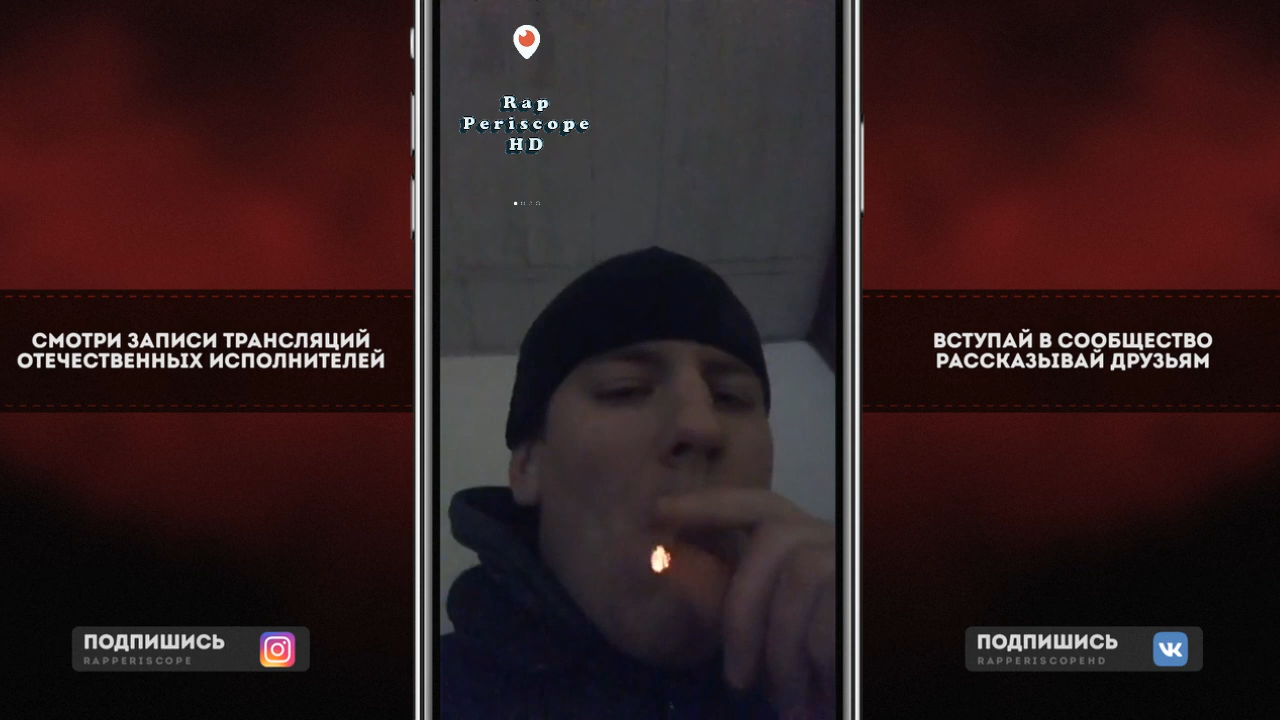 Rap
Periscope
HD
СМОТРИ ЗАПИСИ ТРАНСЛЯЦИЙ
ОТЕЧЕСТВЕННЫХ ИСПОЛНИТЕЛЕЙ
ВСТУПАЙ В СООБЩЕСТВО
РАССКАЗЫВАЙ ДРУЗЬЯМ
ПОДПИШИСЬ
RAPPERISCOPE
ПОДПИШИСЬ
RAPPERISCOPEHD